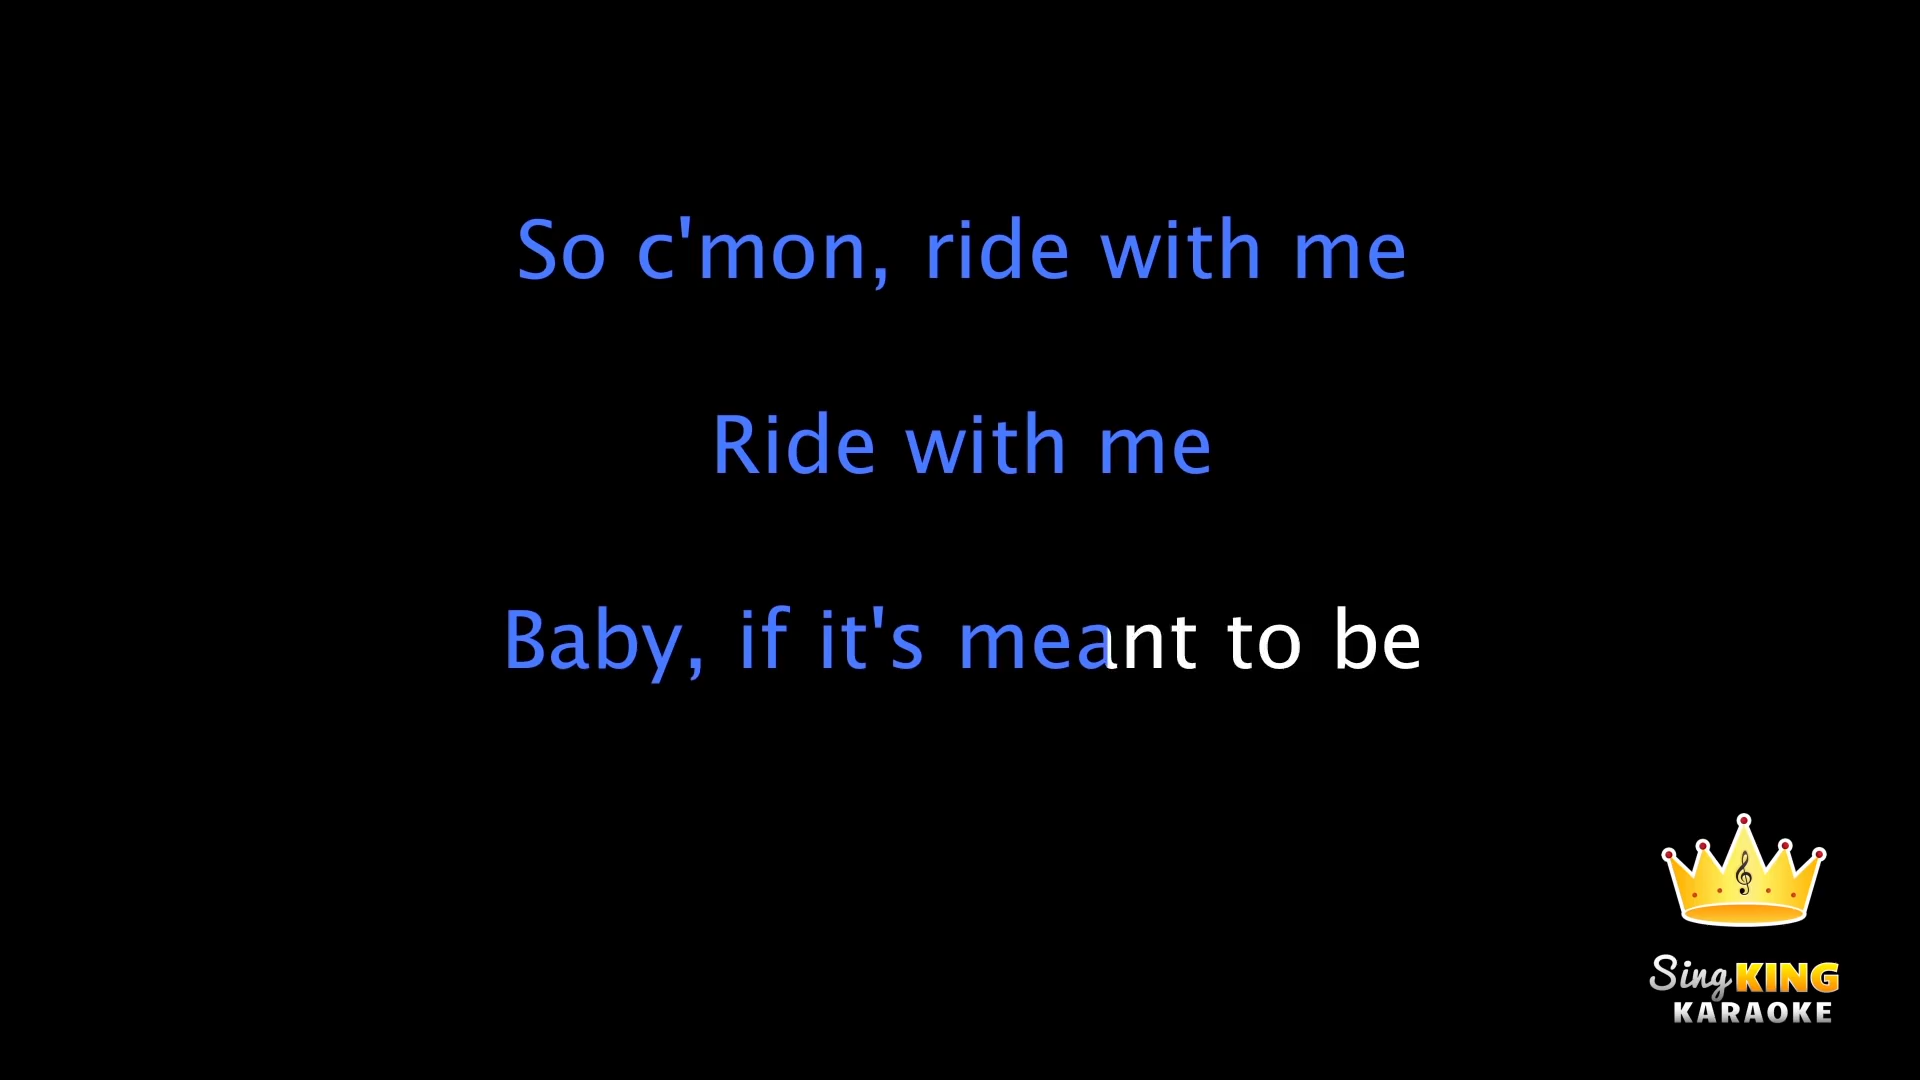 So c'mon, ride with me
Ride with me
Baby, if it's meant to be
Sing KING
KARAOKE